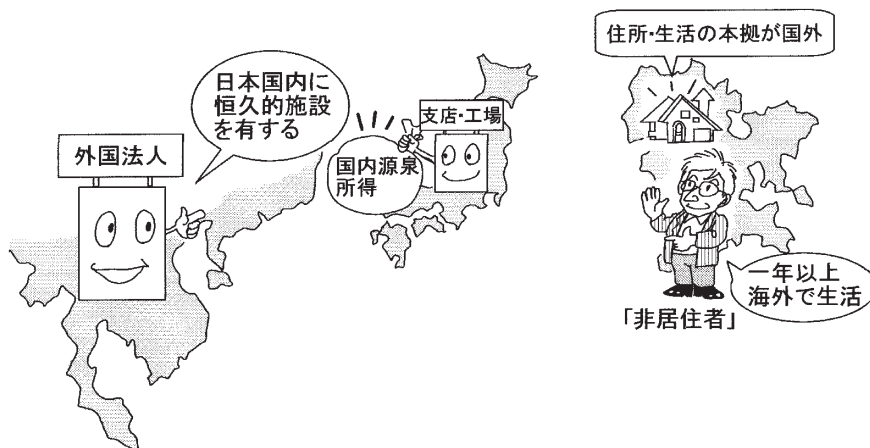 外国法人
日本国内に
恒久的施設
を有する
支店・工場
国内源泉
所得
住所・生活の本拠が国外
一年以上
海外で生活
「非居住者」